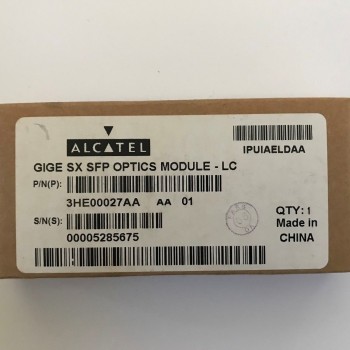 ALCATEL
IPUIAELDAA
GIGE SX SFP OPTICS MODULE - LC
P/N(P):
3HE00027AA AA 01
S/N(S):
00005285675
QTY: 1
Made in
CHINA